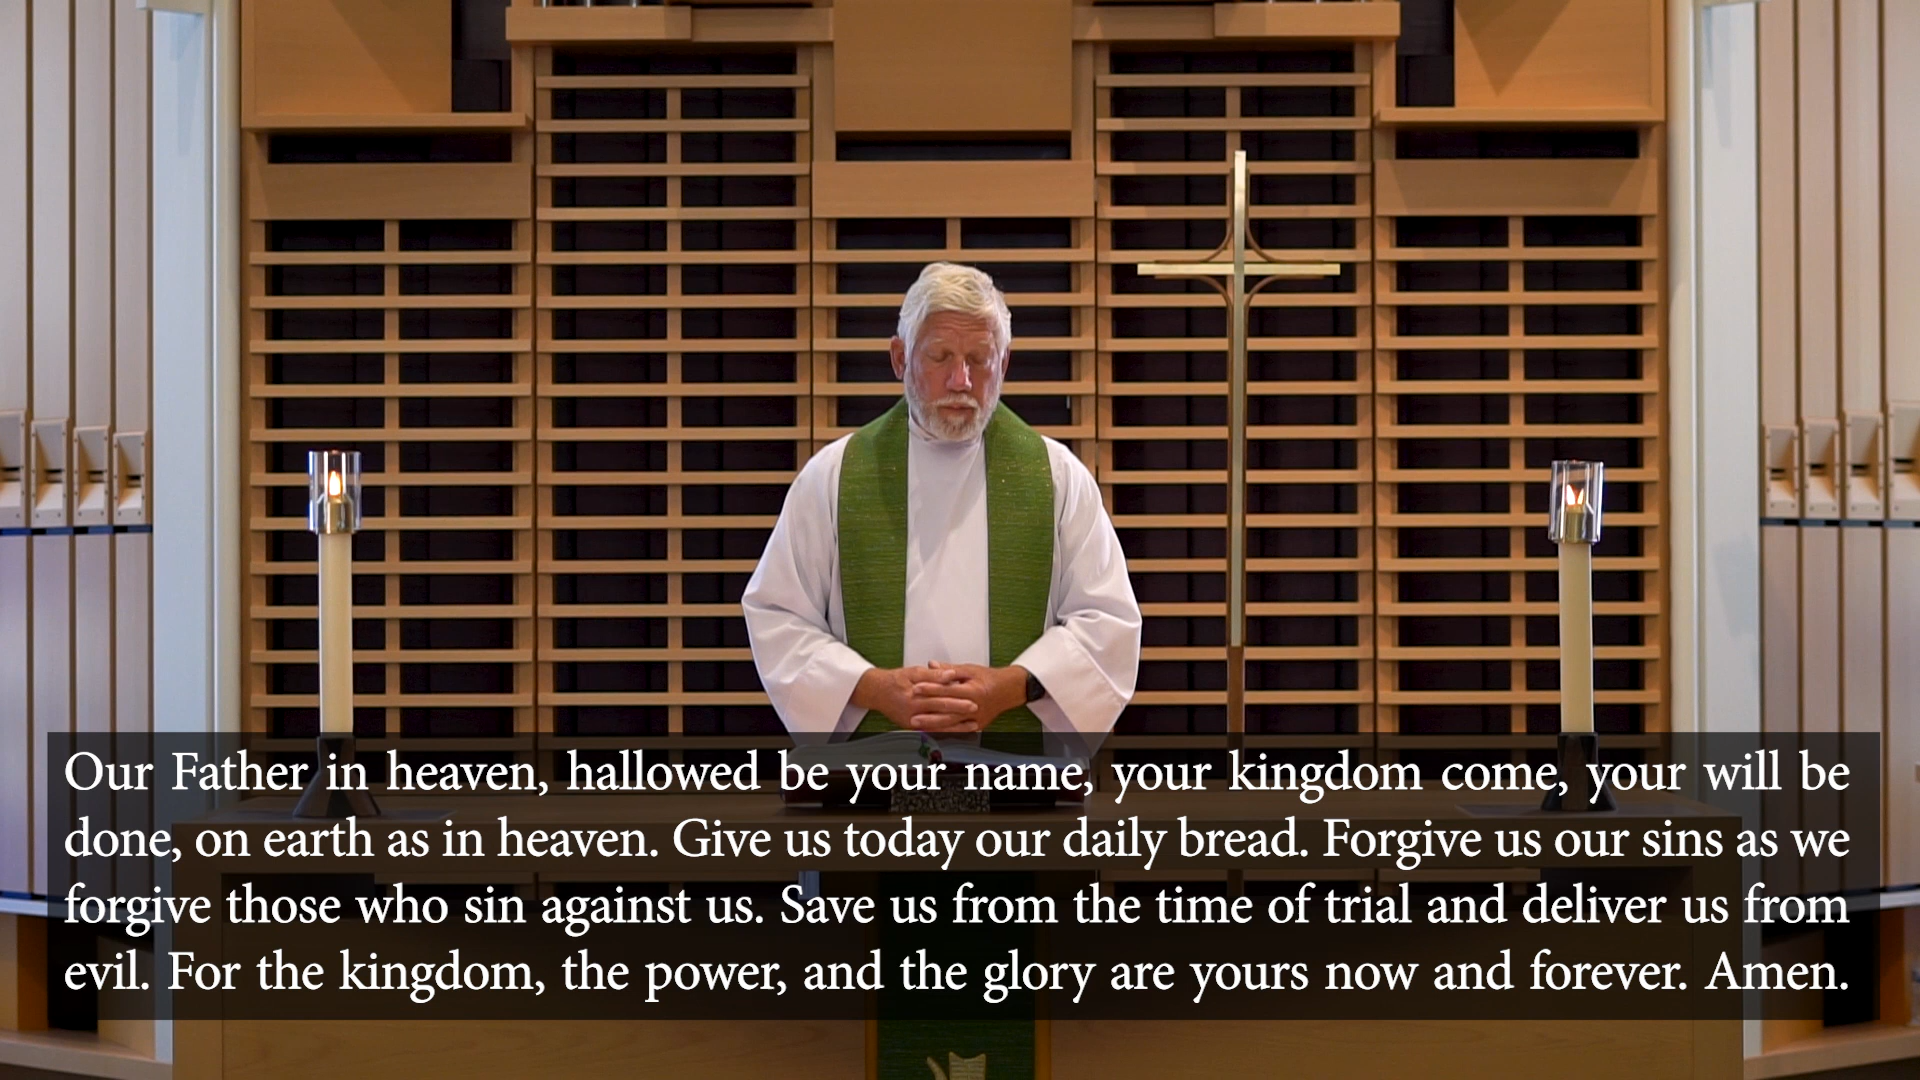 Our Father in heaven, hallowed be your name, your kingdom come, your will be
done, on earth as in heaven. Give us today our daily bread. Forgive us our sins as we
forgive those who sin against us. Save us from the time of trial and deliver us from
evil. For the kingdom, the power, and the glory are yours now and forever. Amen.